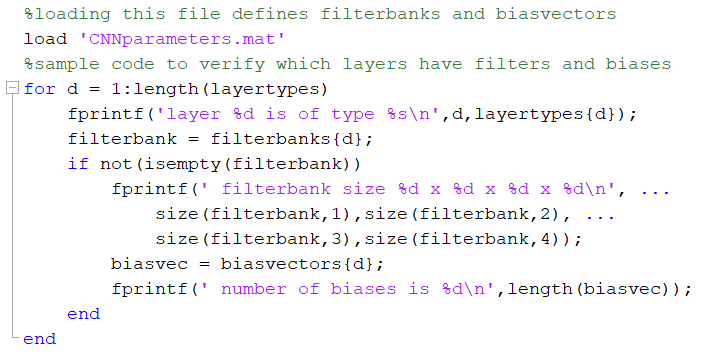 %loading this file defines filterbanks and biasvectors
load 'CNNparameters.mat'
%sample code to verify which layers have filters and biases
for d = 1:length(layertypes)
    fprintf('layer %d is of type %s\n',d,layertypes{d});
    filterbank = filterbanks{d};
    if not(isempty(filterbank))
        fprintf(' filterbank size %d x %d x %d x %d\n', ...
            size(filterbank,1),size(filterbank,2), ...
            size(filterbank,3),size(filterbank,4));
        biasvec = biasvectors{d};
        fprintf(' number of biases is %d\n',length(biasvec));
    end
end